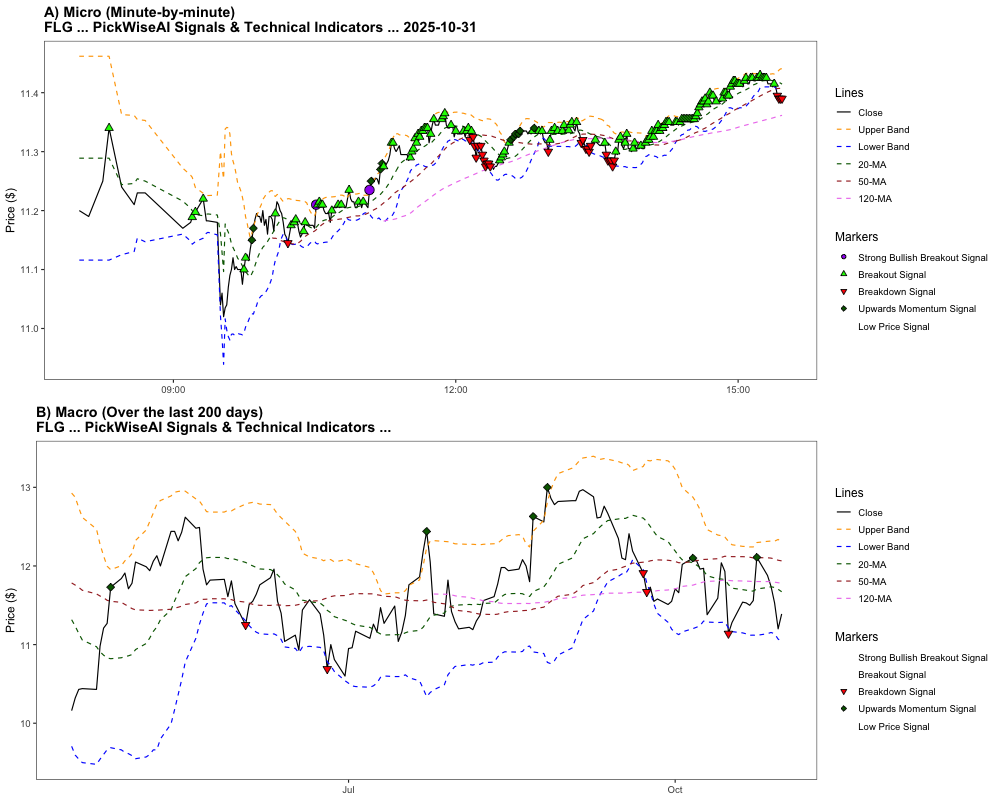 A) Micro (Minute-by-minute)
FLG ... PickWiseAI Signals & Technical Indicators ... 2025-10-31
Price ($)
11.4
11.3
11.2
11.1
11.0
09:00
12:00
15:00
Lines
Close
Upper Band
Lower Band
20-MA
50-MA
120-MA
Markers
Strong Bullish Breakout Signal
Breakout Signal
Breakdown Signal
Upwards Momentum Signal
Low Price Signal
B) Macro (Over the last 200 days)
FLG ... PickWiseAI Signals & Technical Indicators ...
Price ($)
13
12
11
10
Jul
Oct
Lines
Close
Upper Band
Lower Band
20-MA
50-MA
120-MA
Markers
Strong Bullish Breakout Signal
Breakout Signal
Breakdown Signal
Upwards Momentum Signal
Low Price Signal